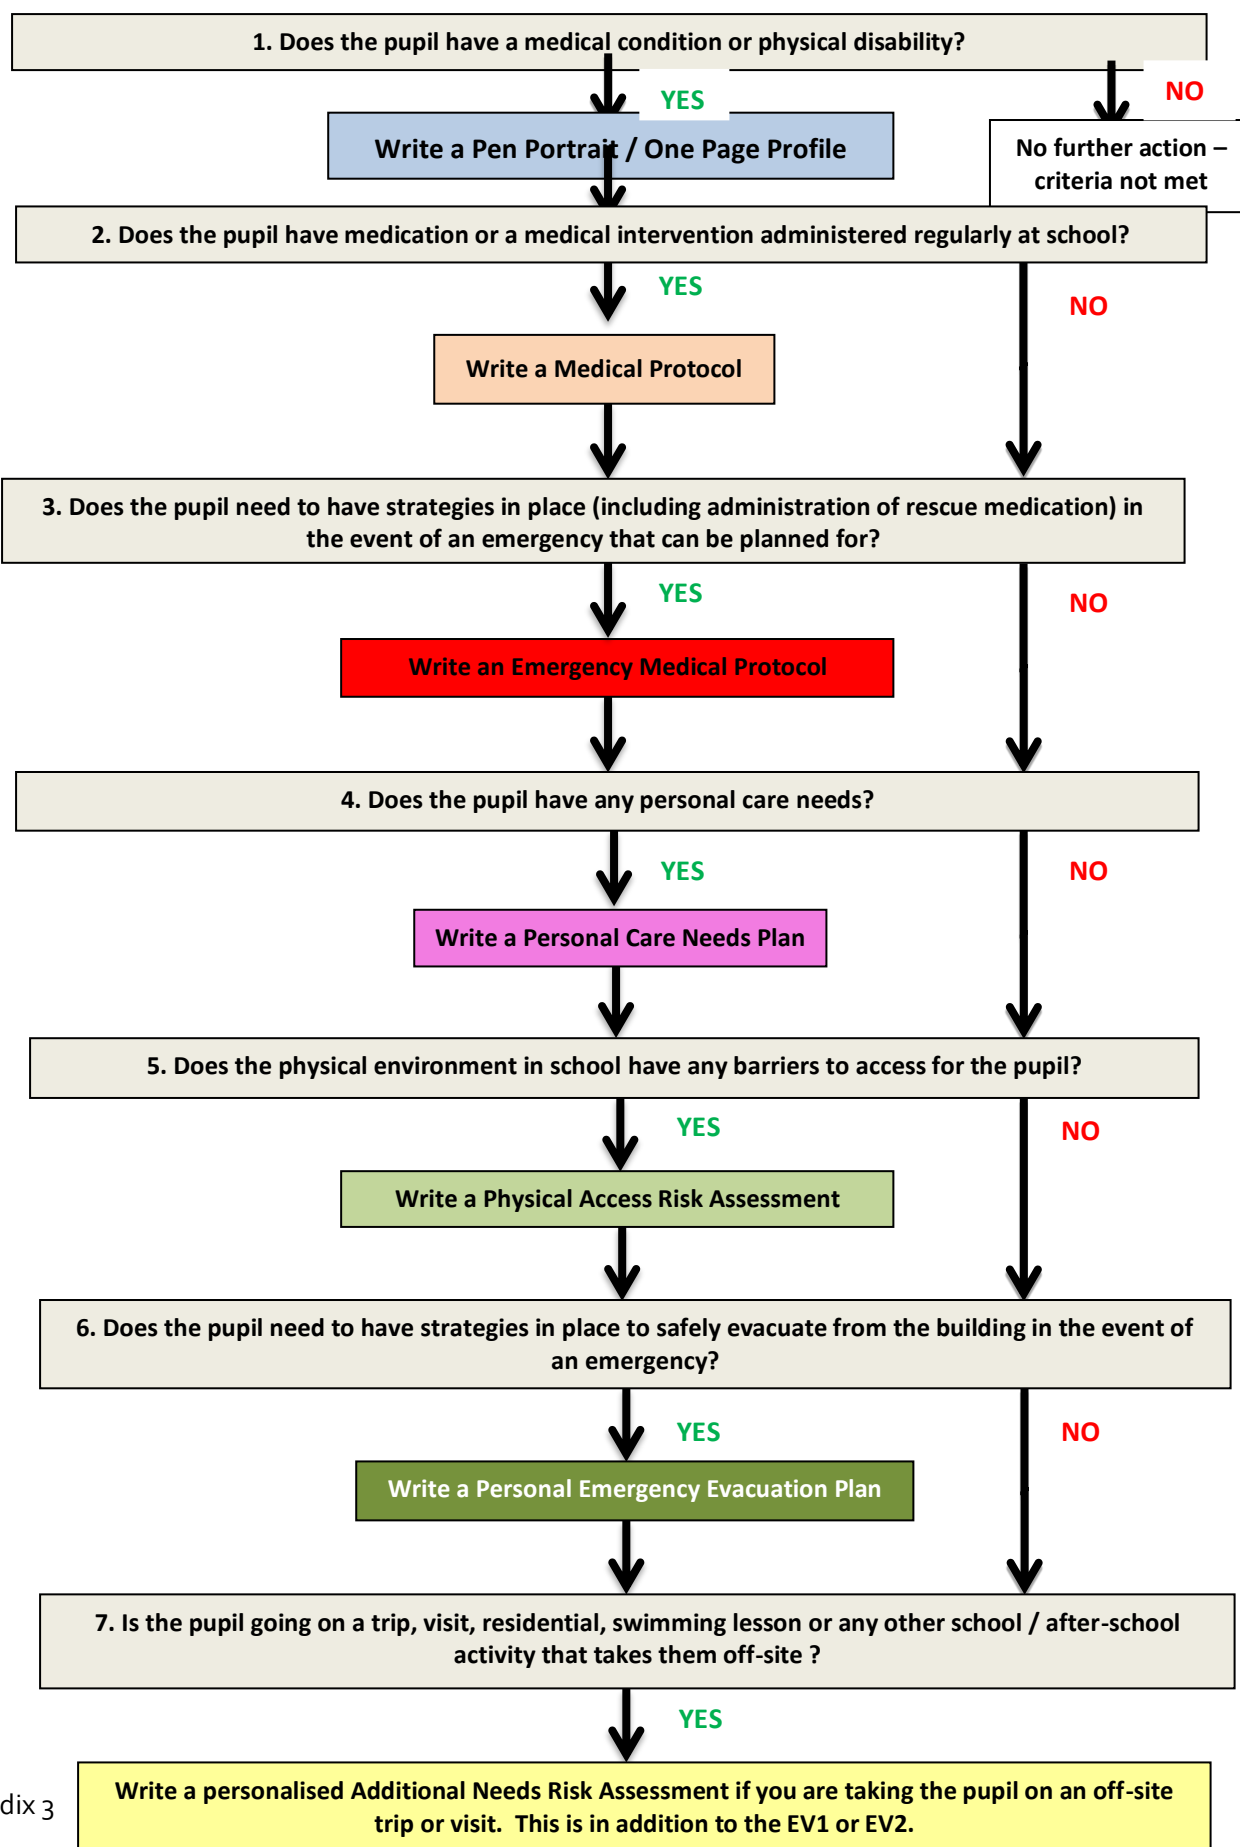 1. Does the pupil have a medical condition or physical disability?
YES
NO
Write a Pen Portrait / One Page Profile
No further action –
criteria not met
2. Does the pupil have medication or a medical intervention administered regularly at school?
YES
NO
Write a Medical Protocol
3. Does the pupil need to have strategies in place (including administration of rescue medication) in
the event of an emergency that can be planned for?
YES
NO
Write an Emergency Medical Protocol
4. Does the pupil have any personal care needs?
YES
NO
Write a Personal Care Needs Plan
5. Does the physical environment in school have any barriers to access for the pupil?
YES
NO
Write a Physical Access Risk Assessment
6. Does the pupil need to have strategies in place to safely evacuate from the building in the event of
an emergency?
YES
NO
Write a Personal Emergency Evacuation Plan
7. Is the pupil going on a trip, visit, residential, swimming lesson or any other school / after-school
activity that takes them off-site ?
YES
Write a personalised Additional Needs Risk Assessment if you are taking the pupil on an off-site
trip or visit.  This is in addition to the EV1 or EV2.
dix 3